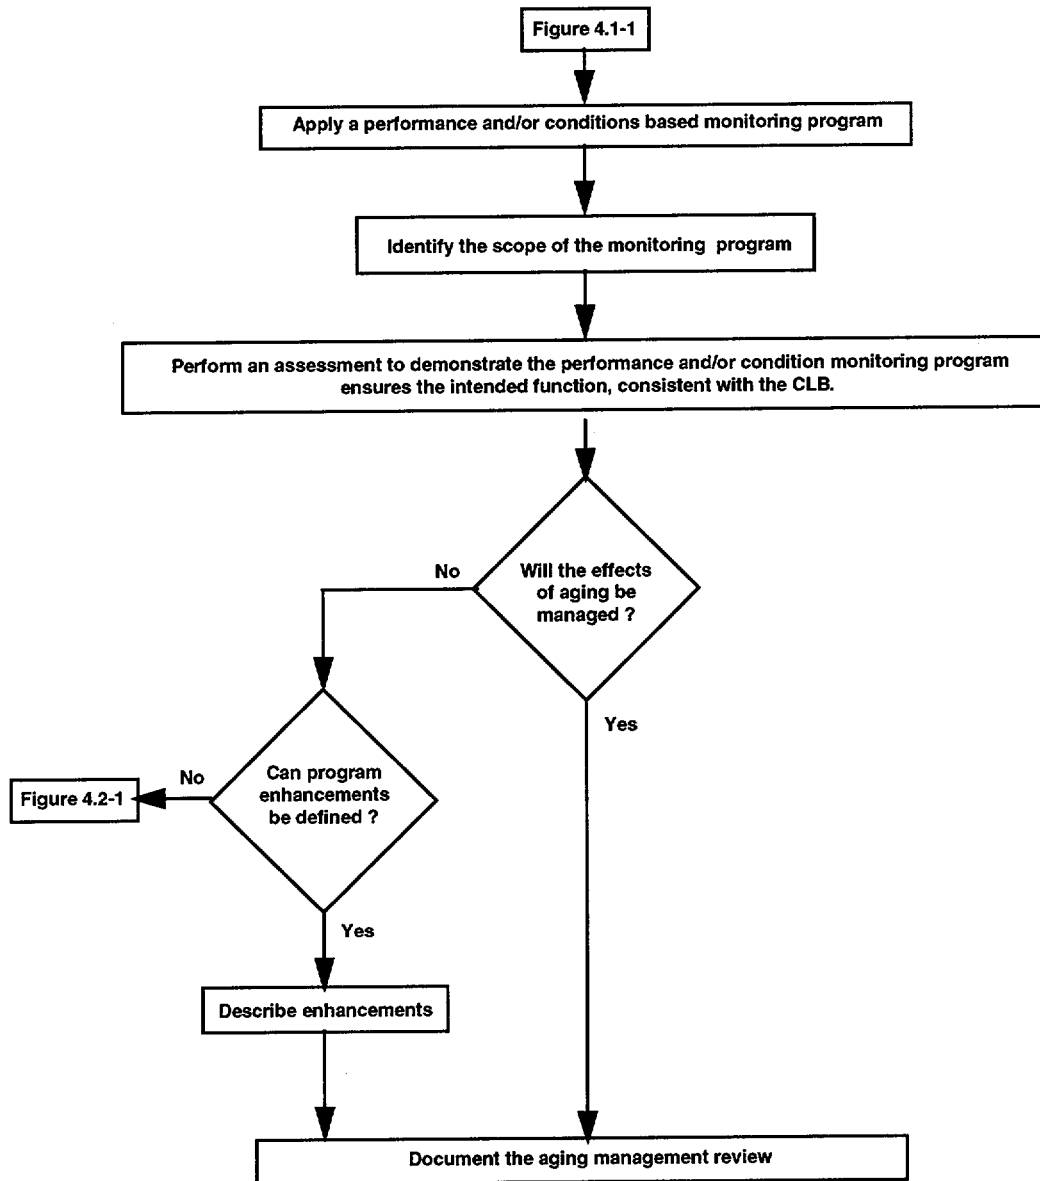 Figure 4.1-1
Apply a performance and/or conditions based monitoring program
Identify the scope of the monitoring program
Perform an assessment to demonstrate the performance and/or condition monitoring program
ensures the intended function, consistent with the CLB.
No
Will the effects
of aging be
managed ?
Yes
No
Can program
enhancements
be defined ?
Figure 4.2-1
Yes
Describe enhancements
Document the aging management review